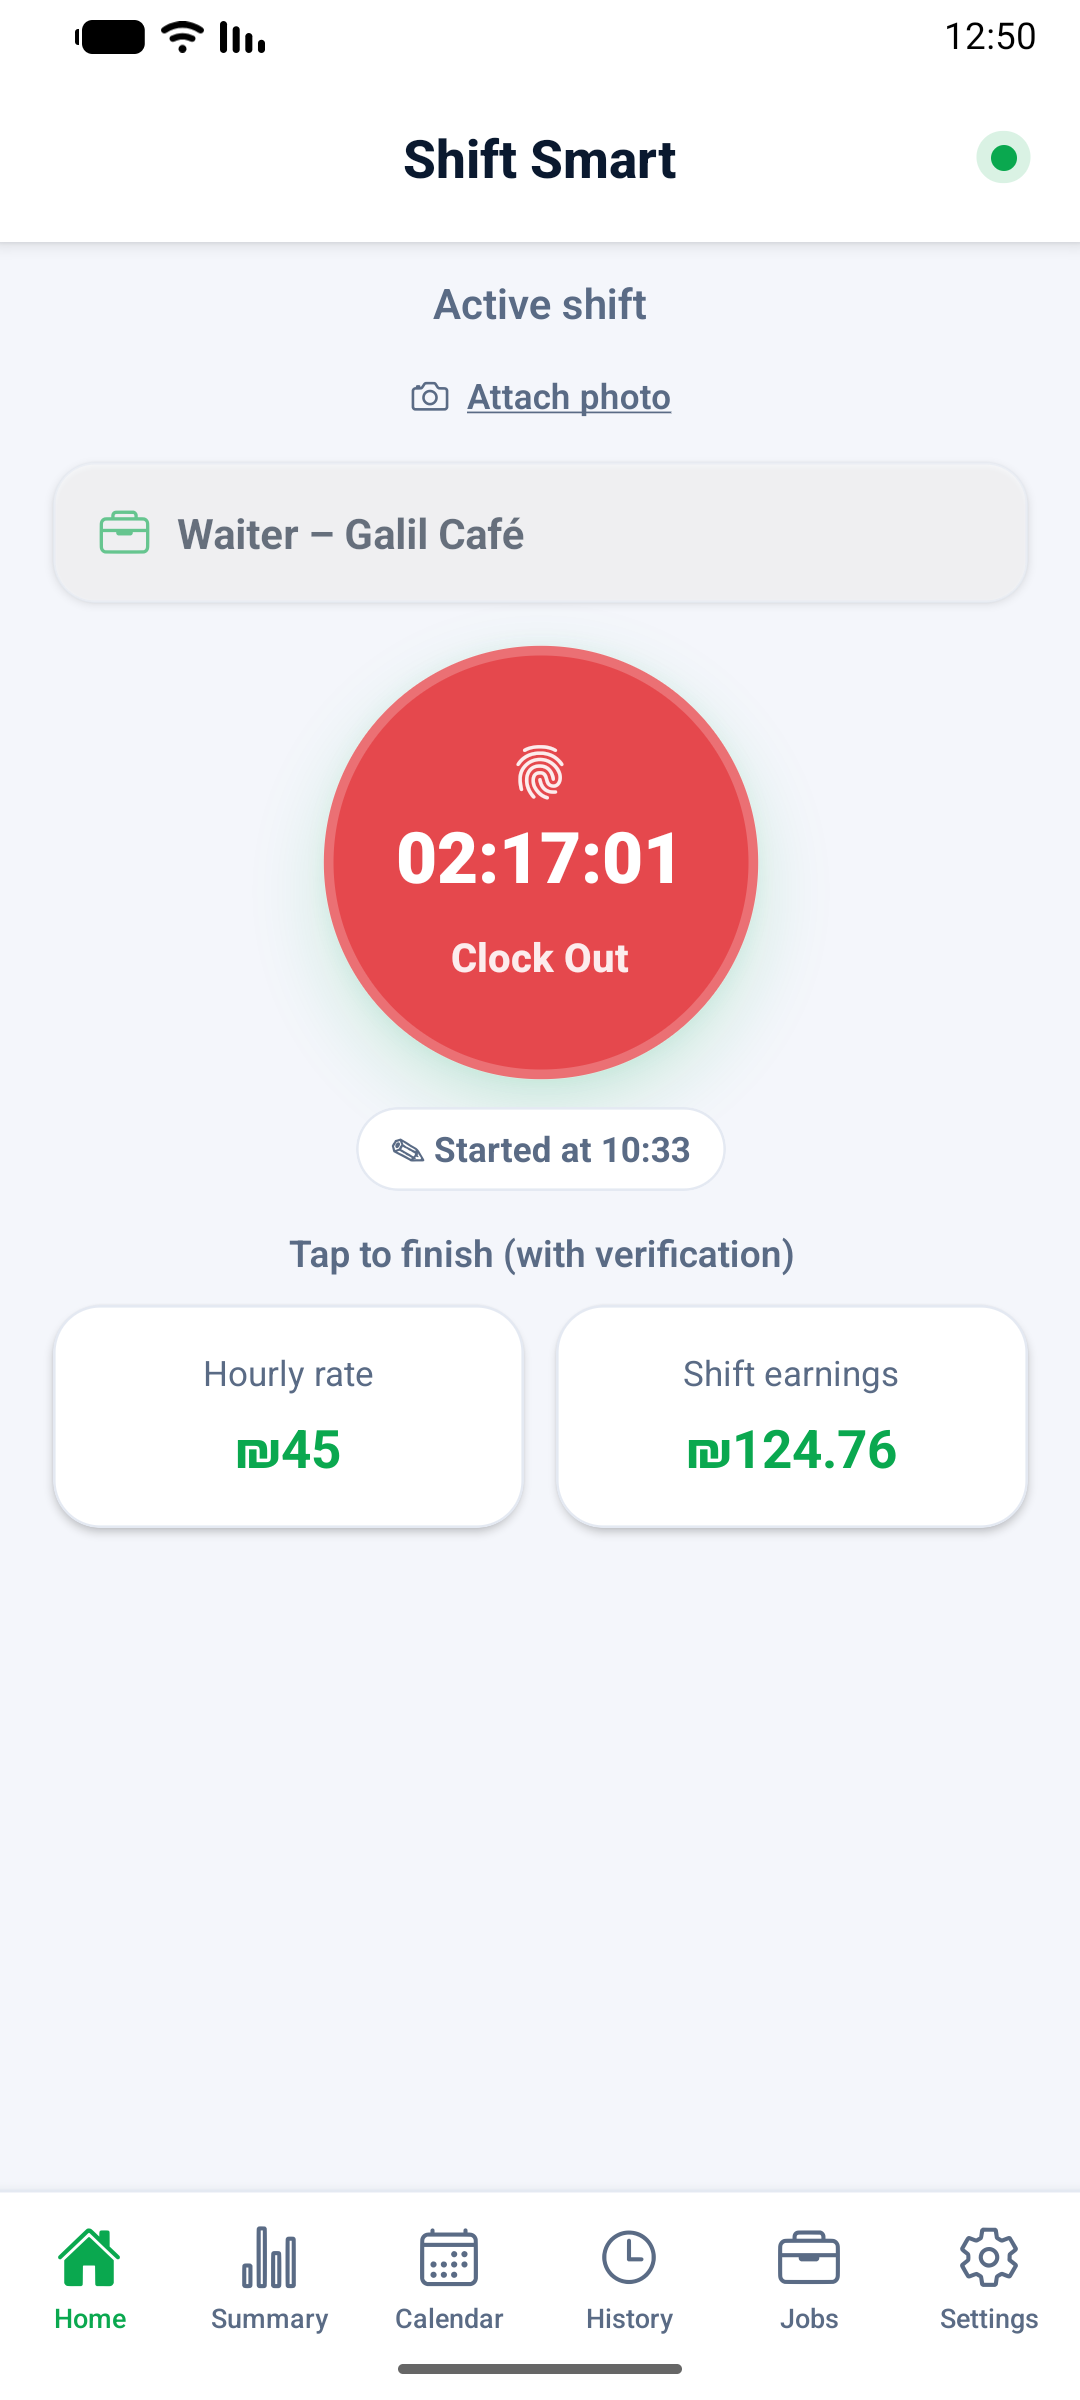 12:50
Shift Smart
Active shift
Attach photo
Waiter – Galil Café
02:17:01
Clock Out
✎ Started at 10:33
Tap to finish (with verification)
Hourly rate
₪45
Shift earnings
₪124.76
Home
Summary
Calendar
History
Jobs
Settings